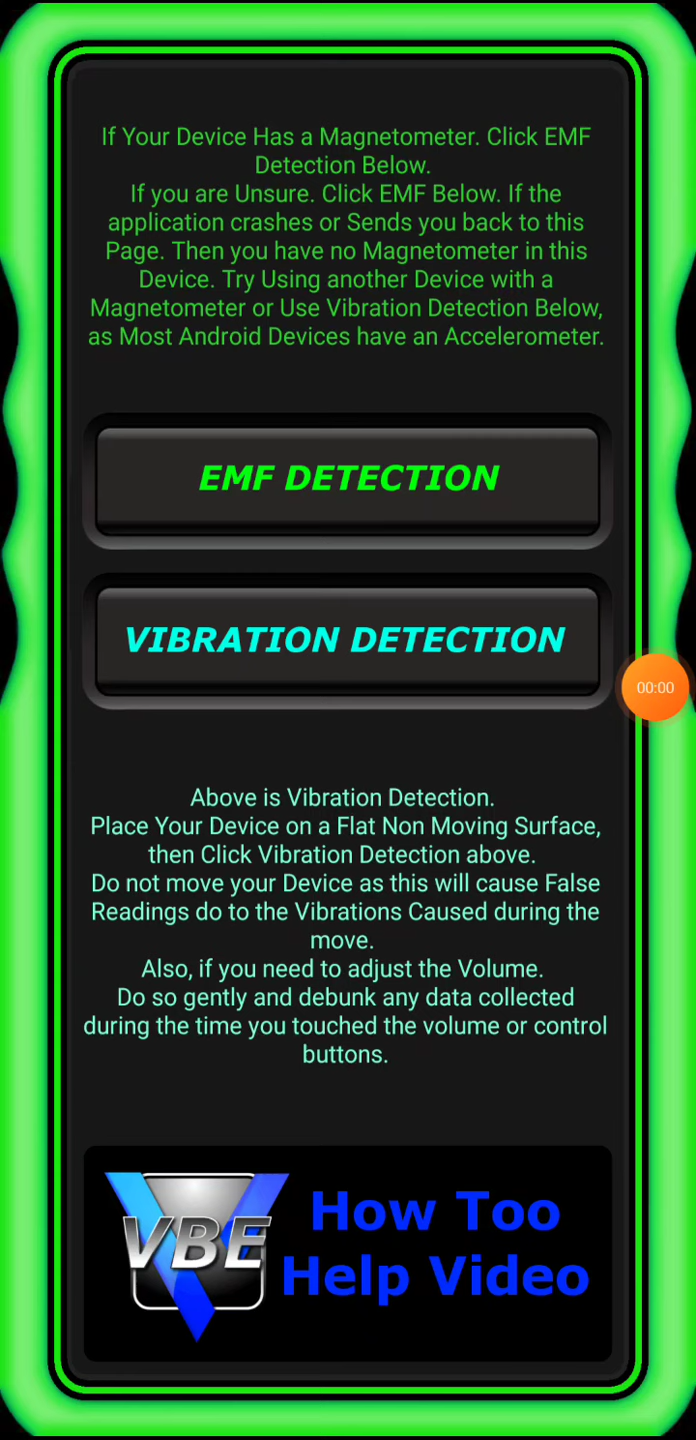 If Your Device Has a Magnetometer. Click EMF
Detection Below.
If you are Unsure. Click EMF Below. If the
application crashes or Sends you back to this
Page. Then you have no Magnetometer in this
Device. Try Using another Device with a
Magnetometer or Use Vibration Detection Below,
as Most Android Devices have an Accelerometer.
EMF DETECTION
VIBRATION DETECTION
00:00
Above is Vibration Detection.
Place Your Device on a Flat Non Moving Surface,
then Click Vibration Detection above.
Do not move your Device as this will cause False
Readings do to the Vibrations Caused during the
move.
Also, if you need to adjust the Volume.
Do so gently and debunk any data collected
during the time you touched the volume or control
buttons.
VBE
How Too
Help Video